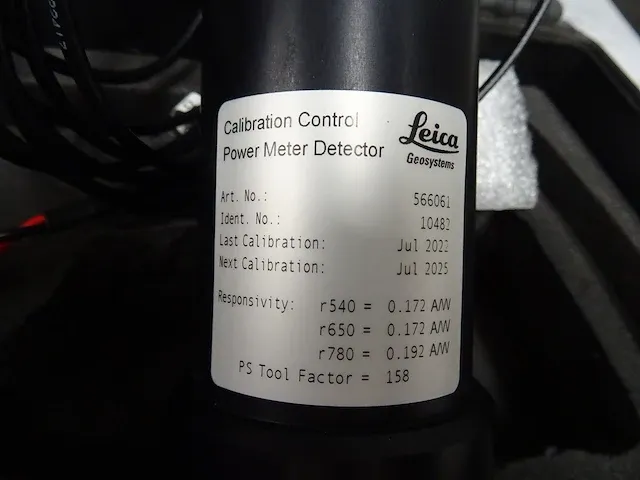 Calibration Control
Power Meter Detector
Leica
Geosystems
Art. No.: 566061
Ident. No.: 10482
Last Calibration: Jul 2022
Next Calibration: Jul 2025
Responsivity: r540 = 0.172 A/W
r650 = 0.172 A/W
r780 = 0.192 A/W
PS Tool Factor = 158